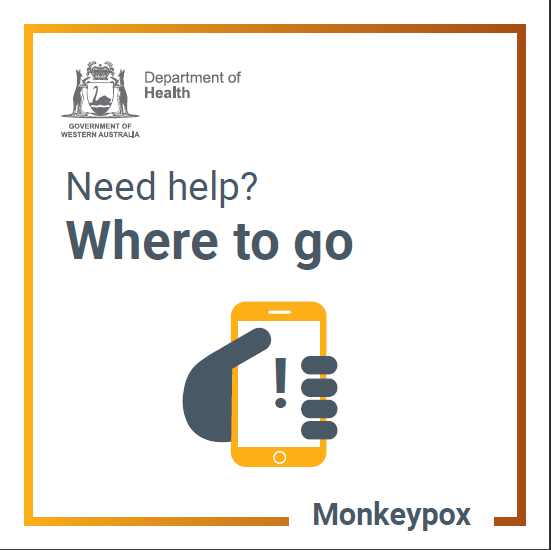 Department of
Health
GOVERNMENT OF
WESTERN AUSTRALIA
Need help?
Where to go
!
Monkeypox